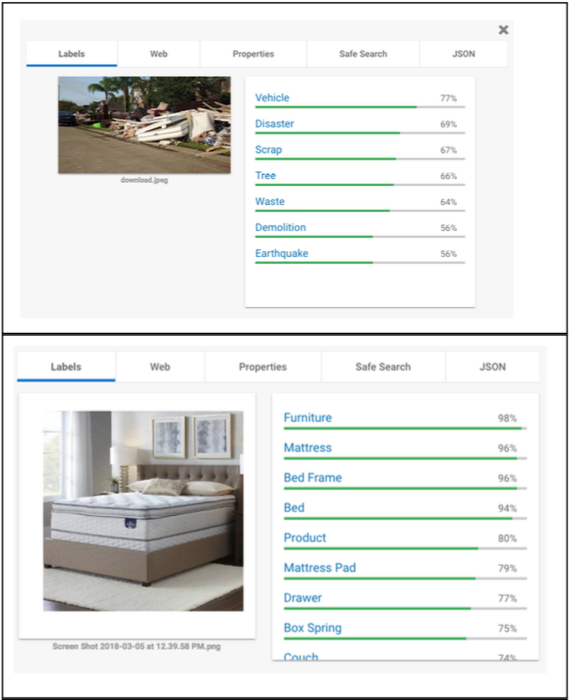 Labels Web Properties Safe Search JSON
Vehicle 77%
Disaster 69%
Scrap 67%
Tree 66%
Waste 64%
Demolition 56%
Earthquake 56%
download.jpeg
Labels Web Properties Safe Search JSON
Furniture 98%
Mattress 96%
Bed Frame 96%
Bed 94%
Product 80%
Mattress Pad 79%
Drawer 77%
Box Spring 75%
Couch 74%
Screen Shot 2018-03-05 at 12.39.58 PM.png